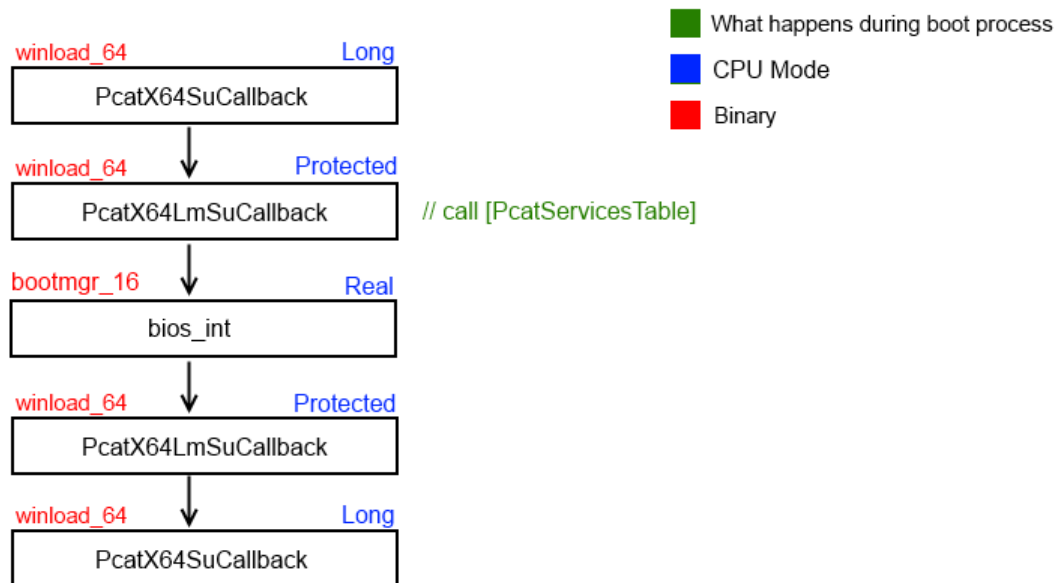 What happens during boot process
CPU Mode
Binary
winload_64 Long
PcatX64SuCallback
winload_64 Protected
PcatX64LmSuCallback // call [PcatServicesTable]
bootmgr_16 Real
bios_int
winload_64 Protected
PcatX64LmSuCallback
winload_64 Long
PcatX64SuCallback